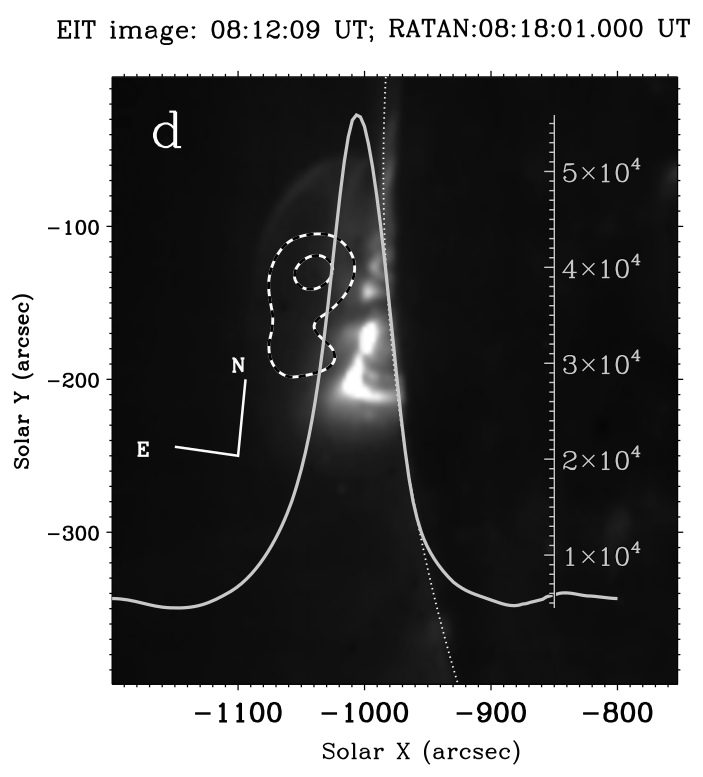 EIT image: 08:12:09 UT; RATAN:08:18:01.000 UT
d
5×10⁴
4×10⁴
3×10⁴
2×10⁴
1×10⁴
N
E
Solar Y (arcsec)
−100
−200
−300
−1100 −1000 −900 −800
Solar X (arcsec)